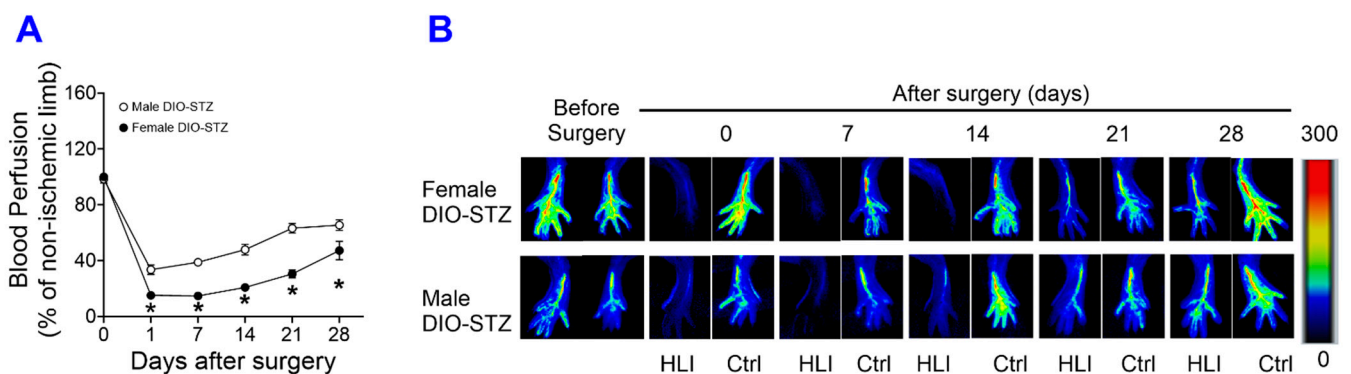 A
Blood Perfusion
(% of noon-ischemic limb)
160
120
80
40
0
Male DIO-STZ
Female DIO-STZ
* * * * *
0 1 7 14 21 28
Days after surgery
B
Before
Surgery
After surgery (days)
0 7 14 21 28 300
Female
DIO-STZ
Male
DIO-STZ
HLI Ctrl HLI Ctrl HLI Ctrl HLI Ctrl HLI Ctrl 0